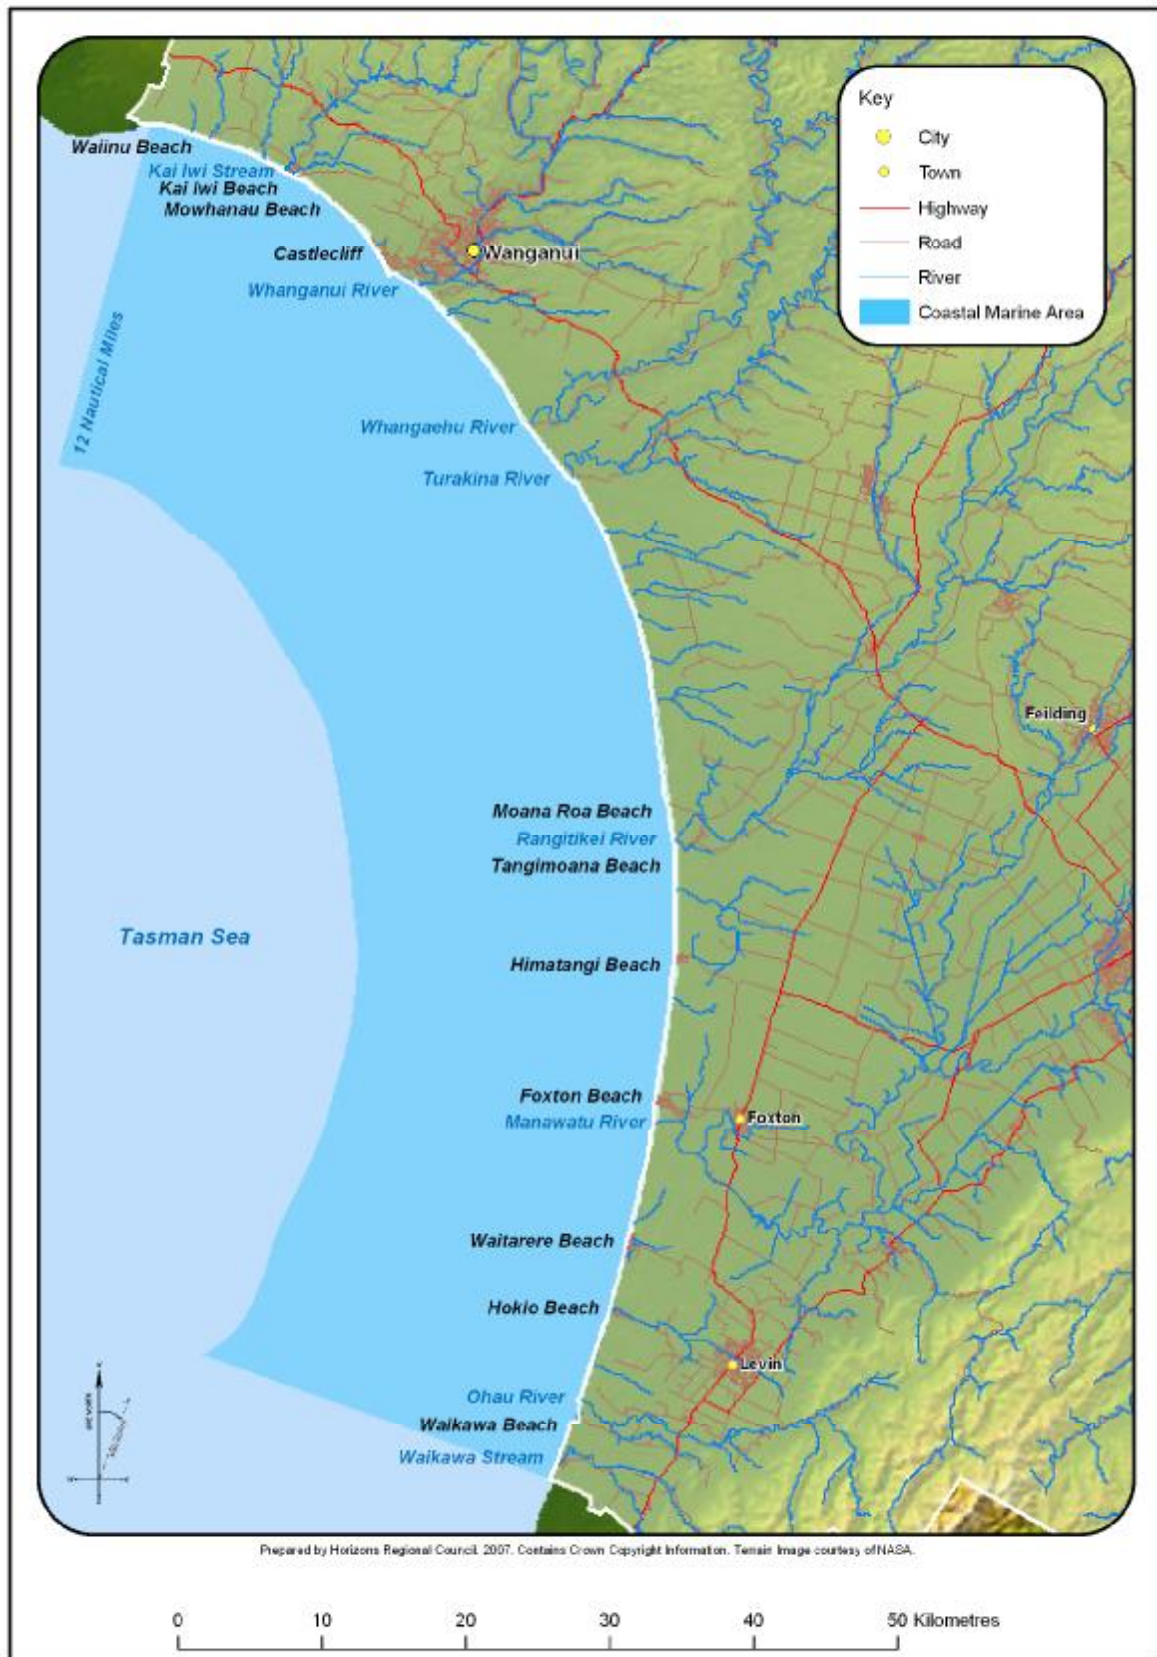 Key
City
Town
Highway
Road
River
Coastal Marine Area
Waiinu Beach
Kai Iwi Stream
Kai Iwi Beach
Mowhanau Beach
Castlecliff
Wanganui
Whanganui River
12 Nautical Miles
Whangaehu River
Turakina River
Feilding
Moana Roa Beach
Rangitikei River
Tangimoana Beach
Tasman Sea
Himatangi Beach
Foxton Beach
Manawatu River
Foxton
Waitarere Beach
Hokio Beach
Levin
Ohau River
Waikawa Beach
Waikawa Stream
Prepared by Horizons Regional Council. 2007. Contains Crown Copyright Information. Terrain Image courtesy of NASA.
0 10 20 30 40 50 Kilometres